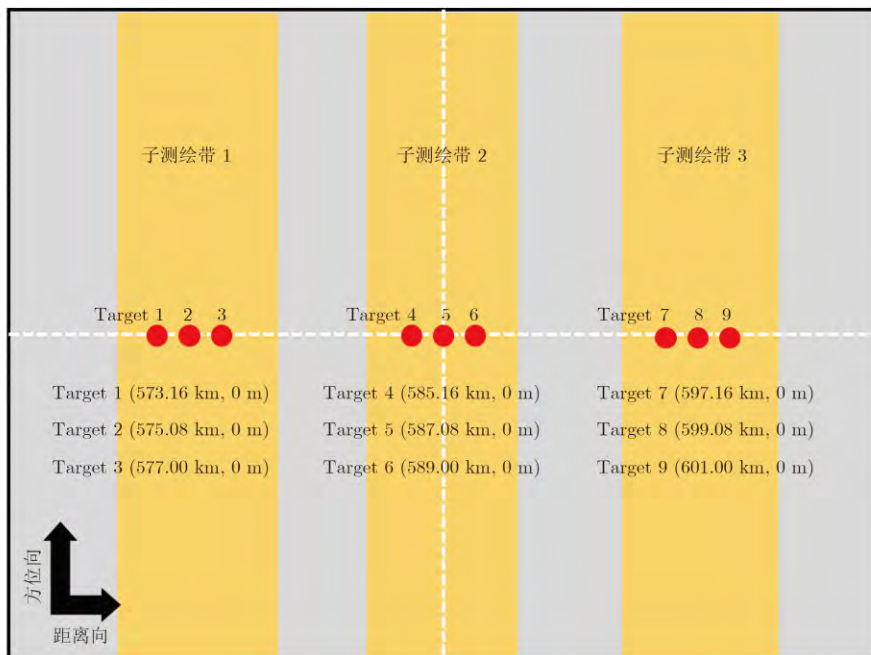 子测绘带 1
子测绘带 2
子测绘带 3
Target 1 2 3
Target 4 5 6
Target 7 8 9
Target 1 (573.16 km, 0 m)
Target 2 (575.08 km, 0 m)
Target 3 (577.00 km, 0 m)
Target 4 (585.16 km, 0 m)
Target 5 (587.08 km, 0 m)
Target 6 (589.00 km, 0 m)
Target 7 (597.16 km, 0 m)
Target 8 (599.08 km, 0 m)
Target 9 (601.00 km, 0 m)
方位向
距离向